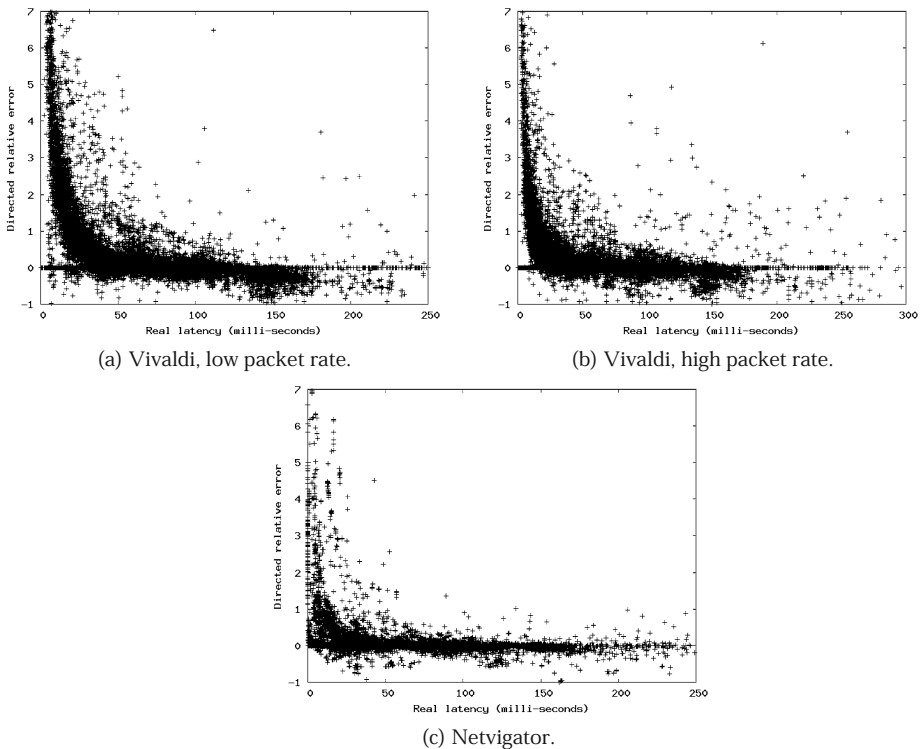 7
6
5
4
3
2
1
0
-1
Directed relative error
0 50 100 150 200 250
Real latency (milli-seconds)
(a) Vivaldi, low packet rate.
7
6
5
4
3
2
1
0
-1
Directed relative error
0 50 100 150 200 250 300
Real latency (milli-seconds)
(b) Vivaldi, high packet rate.
7
6
5
4
3
2
1
0
-1
Directed relative error
0 50 100 150 200 250
Real latency (milli-seconds)
(c) Netvigator.